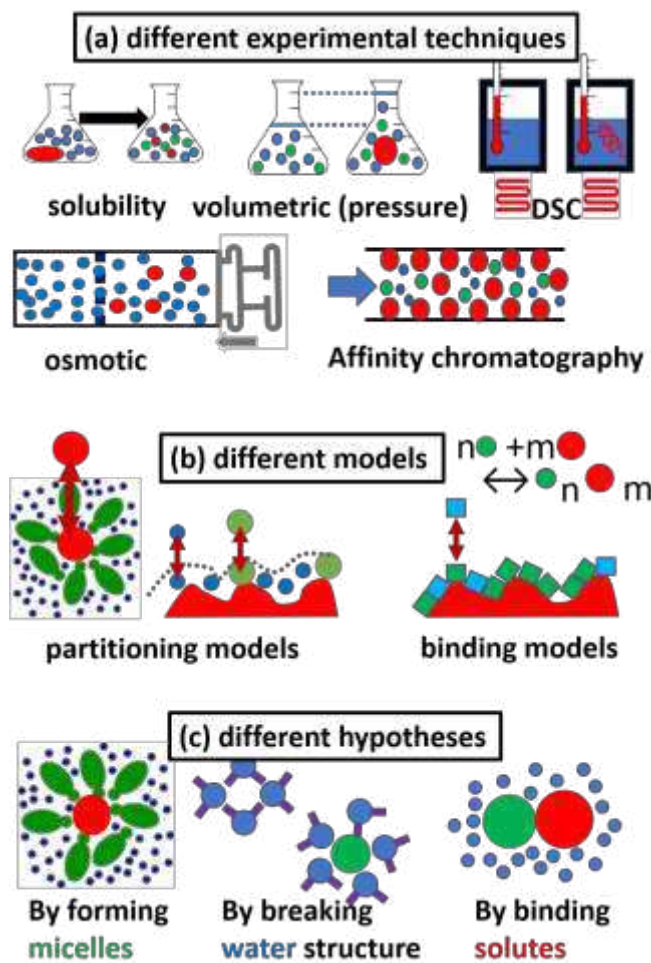 (a) different experimental techniques
solubility volumetric (pressure) DSC
osmotic Affinity chromatography
(b) different models
n +m
n m
partitioning models binding models
(c) different hypotheses
By forming By breaking By binding
micelles water structure solutes